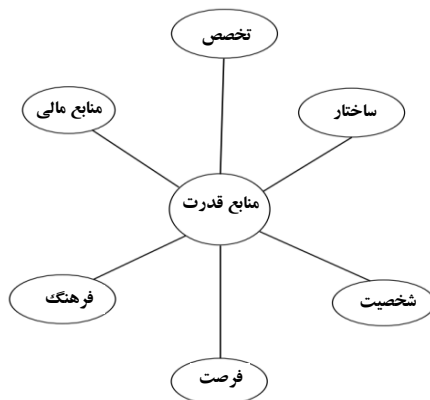 تخصص
ساختار
منابع مالی
منابع قدرت
شخصیت
فرهنگ
فرصت